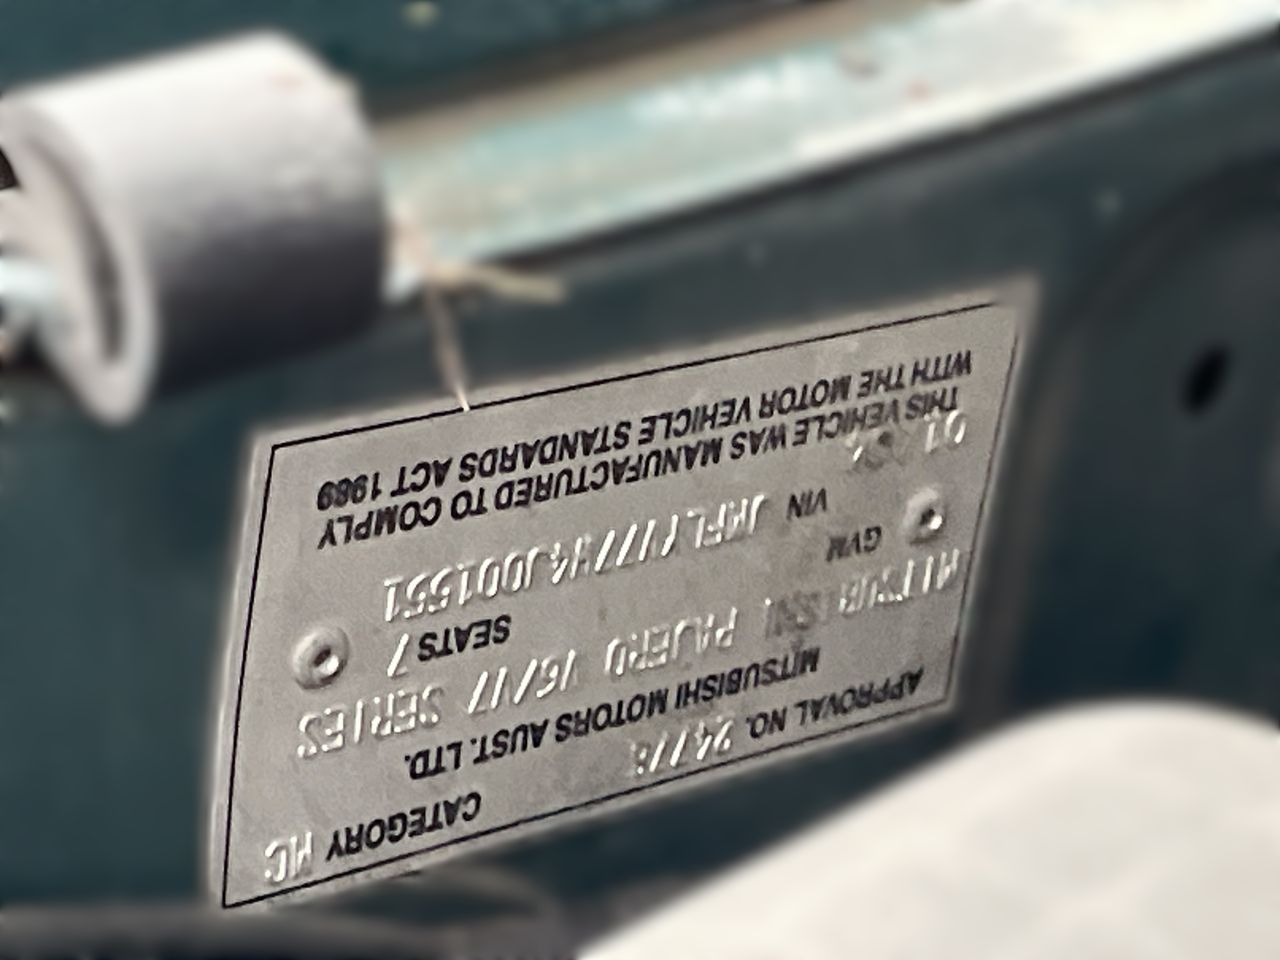 APPROVAL NO. 24778 CATEGORY MC
MITSUBISHI MOTORS AUST. LTD.
MITSUBISHI PAJERO V6/V7 SERIES
GVM SEATS 7
VIN
THIS VEHICLE WAS MANUFACTURED TO COMPLY
WITH THE MOTOR VEHICLE STANDARDS ACT 1989